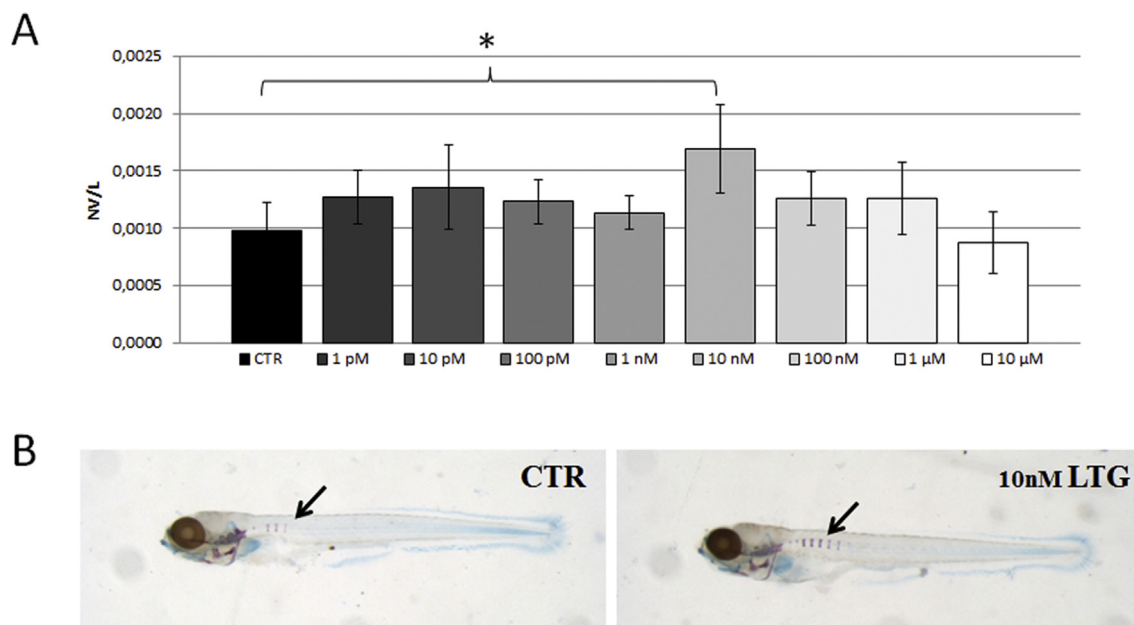 A
*
0,0025
0,0020
0,0015
0,0010
0,0005
0,0000
NV/L
CTR 1 pM 10 pM 100 pM 1 nM 10 nM 100 nM 1 µM 10 µM
B
CTR
10nM LTG